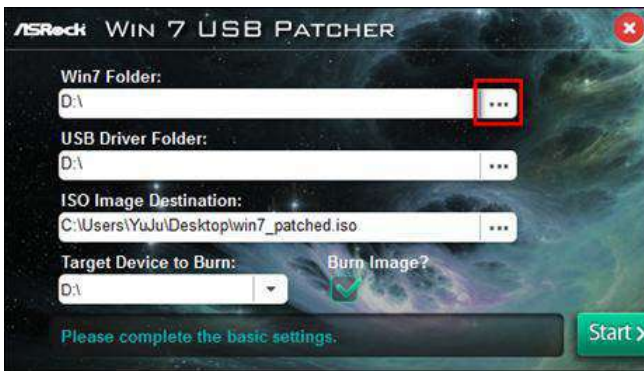 ASRock WIN 7 USB PATCHER
Win7 Folder:
D:\
USB Driver Folder:
D:\
ISO Image Destination:
C:\Users\YuJu\Desktop\win7_patched.iso
Target Device to Burn: Burn Image?
D:\
Please complete the basic settings.
Start